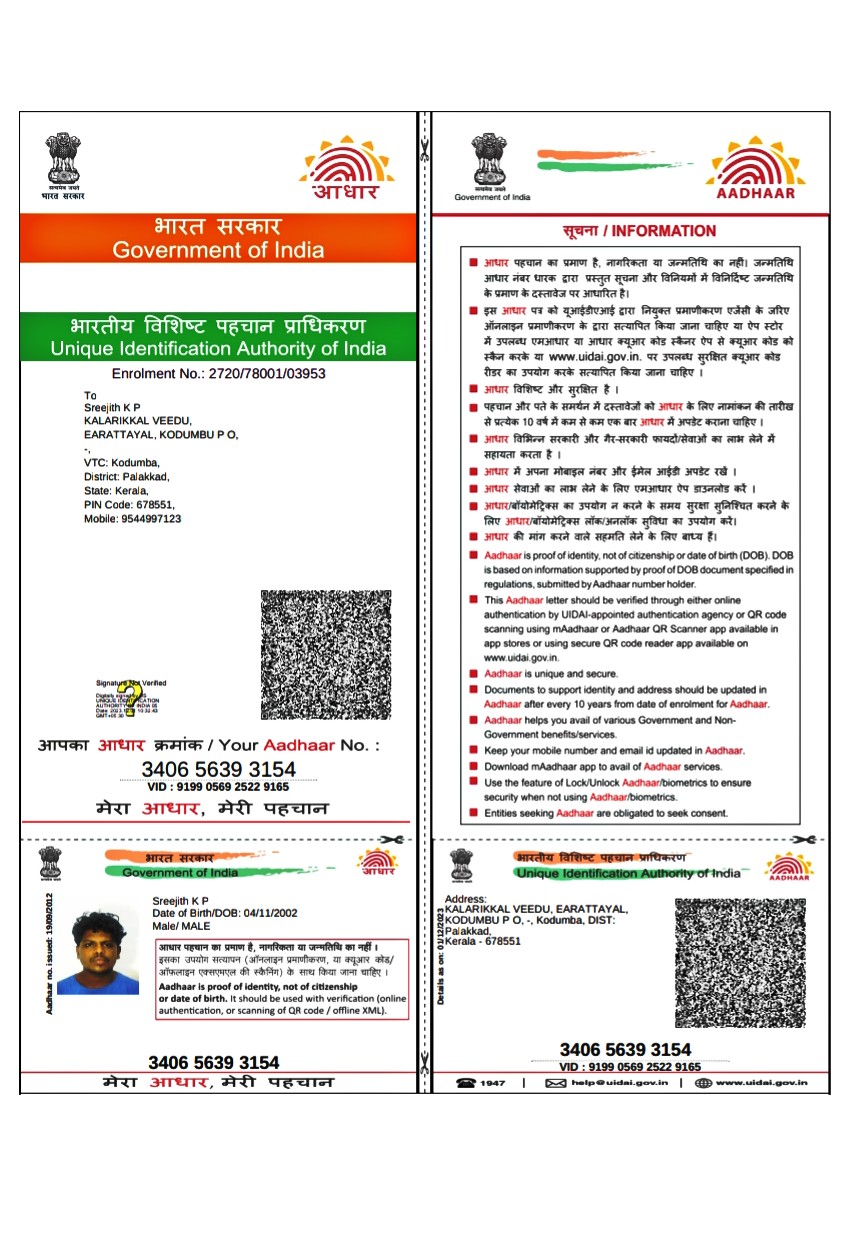 सत्यमेव जयते
भारत सरकार
आधार
भारत सरकार
Government of India
भारतीय विशिष्ट पहचान प्राधिकरण
Unique Identification Authority of India
Enrolment No.: 2720/78001/03953
To
Sreejith K P
KALARIKKAL VEEDU,
EARATTAYAL, KODUMBU P O,
-,
VTC: Kodumba,
District: Palakkad,
State: Kerala,
PIN Code: 678551,
Mobile: 9544997123
Signature Not Verified
आपका आधार क्रमांक / Your Aadhaar No. :
3406 5639 3154
VID : 9199 0569 2522 9165
मेरा आधार, मेरी पहचान
सत्यमेव जयते
Government of India
AADHAAR
सूचना / INFORMATION
आधार पहचान का प्रमाण है, नागरिकता या जन्मतिथि का नहीं। जन्मतिथि
आधार नंबर धारक द्वारा प्रस्तुत सूचना और विनियमों में विनिर्दिष्ट जन्मतिथि
के प्रमाण के दस्तावेज पर आधारित है।
इस आधार पत्र को यूआईडीएआई द्वारा नियुक्त प्रमाणीकरण एजेंसी के जरिए
ऑनलाइन प्रमाणीकरण के द्वारा सत्यापित किया जाना चाहिए या ऐप स्टोर
में उपलब्ध एमआधार या आधार क्यूआर कोड स्कैनर ऐप से क्यूआर कोड को
स्कैन करके या www.uidai.gov.in. पर उपलब्ध सुरक्षित क्यूआर कोड
रीडर का उपयोग करके सत्यापित किया जाना चाहिए ।
आधार विशिष्ट और सुरक्षित है ।
पहचान और पते के समर्थन में दस्तावेजों को आधार के लिए नामांकन की तारीख
से प्रत्येक 10 वर्ष में कम से कम एक बार आधार में अपडेट कराना चाहिए ।
आधार विभिन्न सरकारी और गैर-सरकारी फायदों/सेवाओं का लाभ लेने में
सहायता करता है ।
आधार में अपना मोबाइल नंबर और ईमेल आईडी अपडेट रखें ।
आधार सेवाओं का लाभ लेने के लिए एमआधार ऐप डाउनलोड करें ।
आधार/बॉयोमेट्रिक्स का उपयोग न करने के समय सुरक्षा सुनिश्चित करने के
लिए आधार/बॉयोमेट्रिक्स लॉक/अनलॉक सुविधा का उपयोग करें।
आधार की मांग करने वाले सहमति लेने के लिए बाध्य हैं।
Aadhaar is proof of identity, not of citizenship or date of birth (DOB). DOB
is based on information supported by proof of DOB document specified in
regulations, submitted by Aadhaar number holder.
This Aadhaar letter should be verified through either online
authentication by UIDAI-appointed authentication agency or QR code
scanning using mAadhaar or Aadhaar QR Scanner app available in
app stores or using secure QR code reader app available on
www.uidai.gov.in.
Aadhaar is unique and secure.
Documents to support identity and address should be updated in
Aadhaar after every 10 years from date of enrolment for Aadhaar.
Aadhaar helps you avail of various Government and Non-
Government benefits/services.
Keep your mobile number and email id updated in Aadhaar.
Download mAadhaar app to avail of Aadhaar services.
Use the feature of Lock/Unlock Aadhaar/biometrics to ensure
security when not using Aadhaar/biometrics.
Entities seeking Aadhaar are obligated to seek consent.
भारत सरकार
Government of India
आधार
Aadhaar no. issued: 19/09/2012
Sreejith K P
Date of Birth/DOB: 04/11/2002
Male/ MALE
आधार पहचान का प्रमाण है, नागरिकता या जन्मतिथि का नहीं ।
इसका उपयोग सत्यापन (ऑनलाइन प्रमाणीकरण, या क्यूआर कोड/
ऑफ़लाइन एक्सएमएल की स्कैनिंग) के साथ किया जाना चाहिए ।
Aadhaar is proof of identity, not of citizenship
or date of birth. It should be used with verification (online
authentication, or scanning of QR code / offline XML).
3406 5639 3154
मेरा आधार, मेरी पहचान
भारतीय विशिष्ट पहचान प्राधिकरण
Unique Identification Authority of India
AADHAAR
Details as on: 01/12/2023
Address:
KALARIKKAL VEEDU, EARATTAYAL,
KODUMBU P O, -, Kodumba, DIST:
Palakkad,
Kerala - 678551
3406 5639 3154
VID : 9199 0569 2522 9165
1947 | help@uidai.gov.in | www.uidai.gov.in